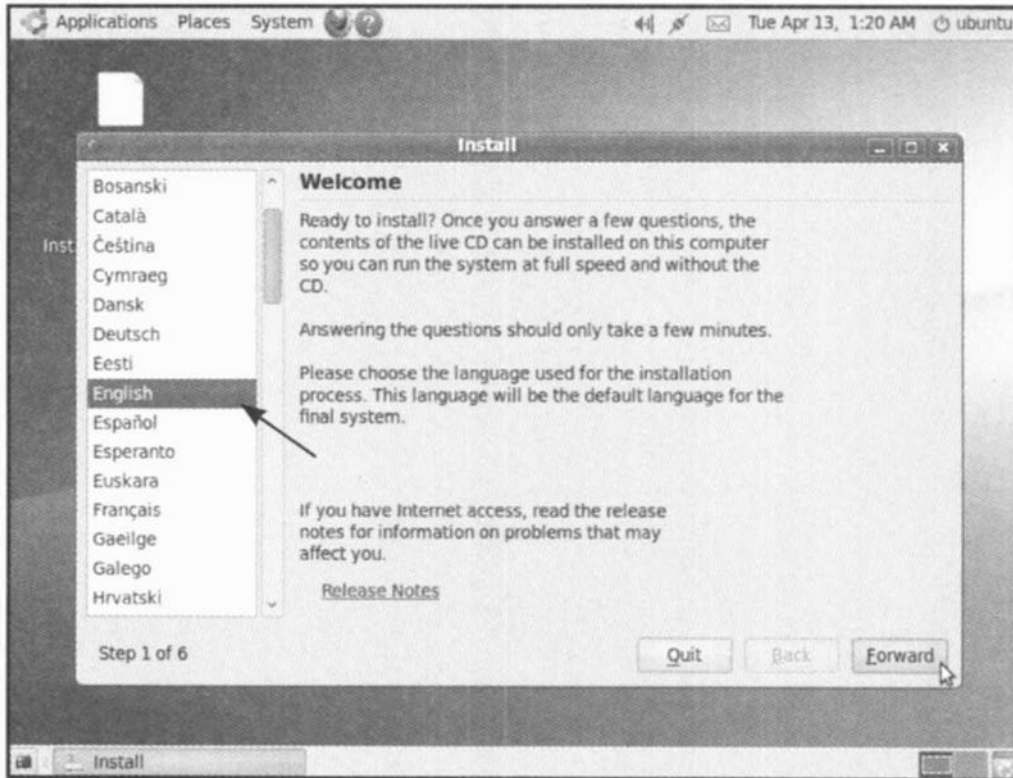 Applications Places System Tue Apr 13, 1:20 AM ubuntu
Install
Inst
Bosanski
Català
Čeština
Cymraeg
Dansk
Deutsch
Eesti
English
Español
Esperanto
Euskara
Français
Gaeilge
Galego
Hrvatski
Welcome
Ready to install? Once you answer a few questions, the
contents of the live CD can be installed on this computer
so you can run the system at full speed and without the
CD.
Answering the questions should only take a few minutes.
Please choose the language used for the installation
process. This language will be the default language for the
final system.
If you have Internet access, read the release
notes for information on problems that may
affect you.
Release Notes
Step 1 of 6
Quit Back Forward
Install